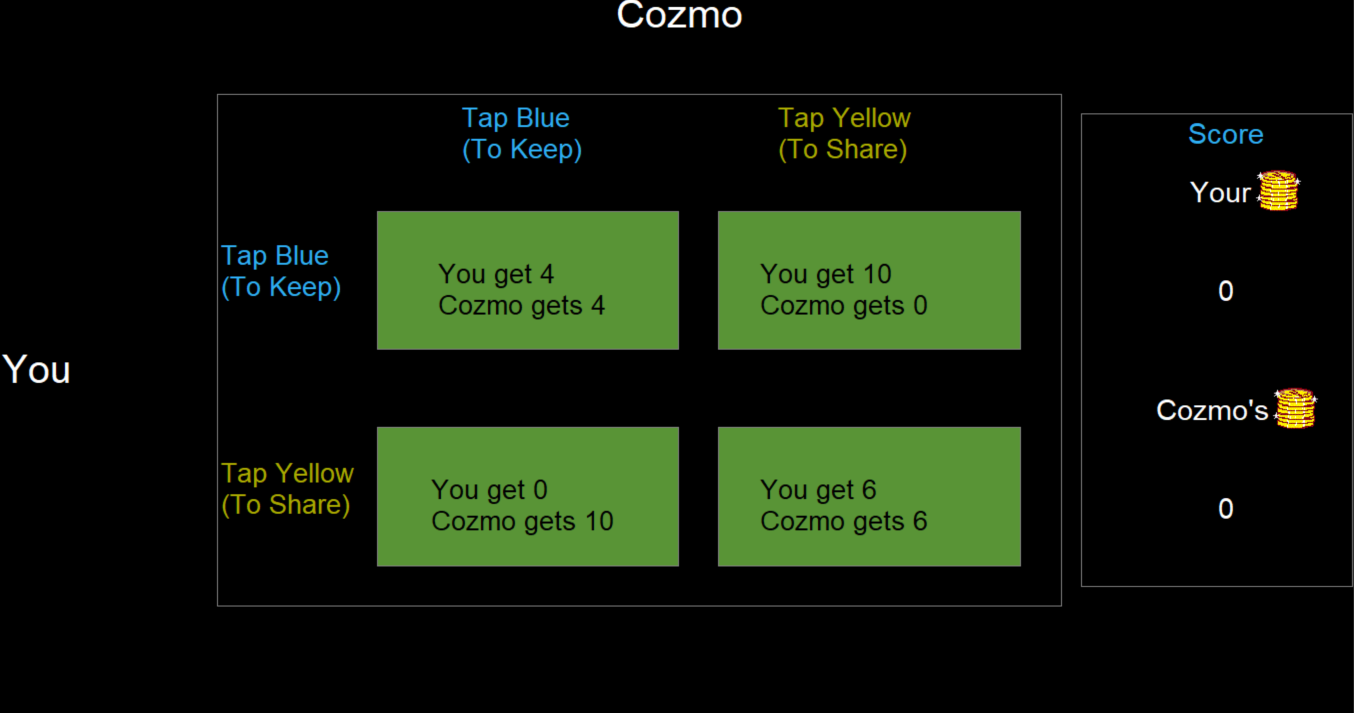 Cozmo
Tap Blue
(To Keep)
Tap Yellow
(To Share)
Tap Blue
(To Keep)
You get 4
Cozmo gets 4
You get 10
Cozmo gets 0
You
Tap Yellow
(To Share)
You get 0
Cozmo gets 10
You get 6
Cozmo gets 6
Score
Your
0
Cozmo's
0